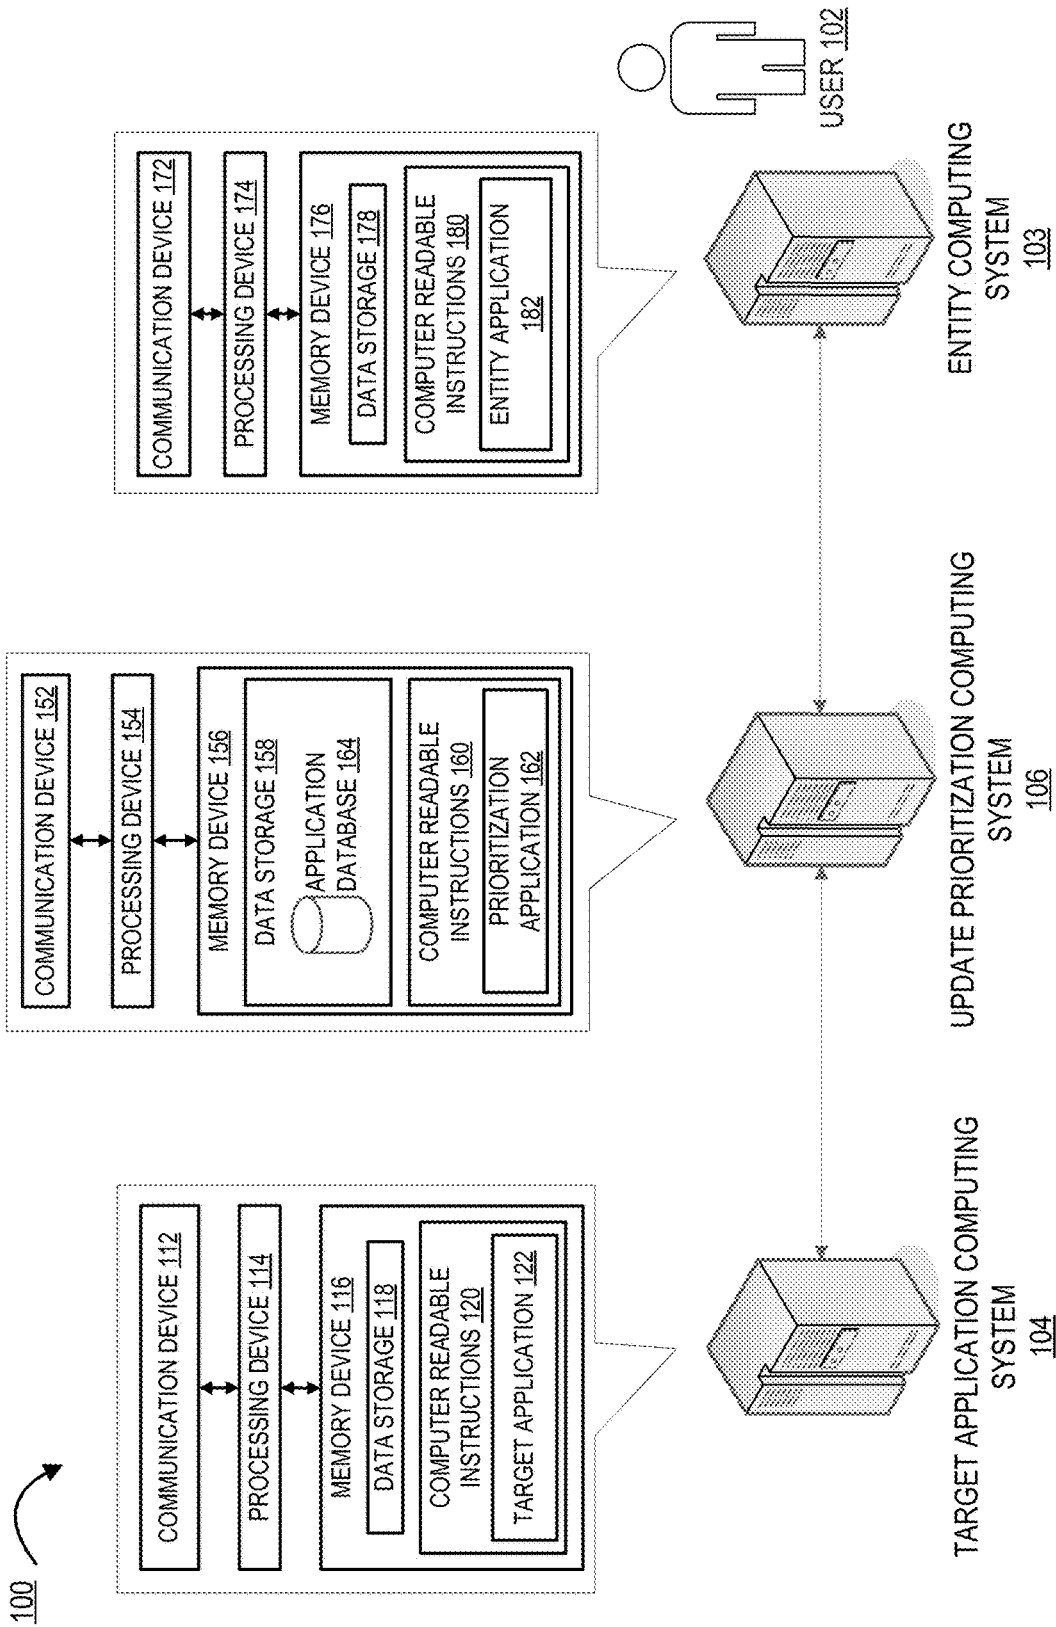 100
COMMUNICATION DEVICE 112
PROCESSING DEVICE 114
MEMORY DEVICE 116
DATA STORAGE 118
COMPUTER READABLE
INSTRUCTIONS 120
TARGET APPLICATION 122
TARGET APPLICATION COMPUTING
SYSTEM
104
COMMUNICATION DEVICE 152
PROCESSING DEVICE 154
MEMORY DEVICE 156
DATA STORAGE 158
APPLICATION
DATABASE 164
COMPUTER READABLE
INSTRUCTIONS 160
PRIORITIZATION
APPLICATION 162
UPDATE PRIORITIZATION COMPUTING
SYSTEM
106
COMMUNICATION DEVICE 172
PROCESSING DEVICE 174
MEMORY DEVICE 176
DATA STORAGE 178
COMPUTER READABLE
INSTRUCTIONS 180
ENTITY APPLICATION
182
USER 102
ENTITY COMPUTING
SYSTEM
103